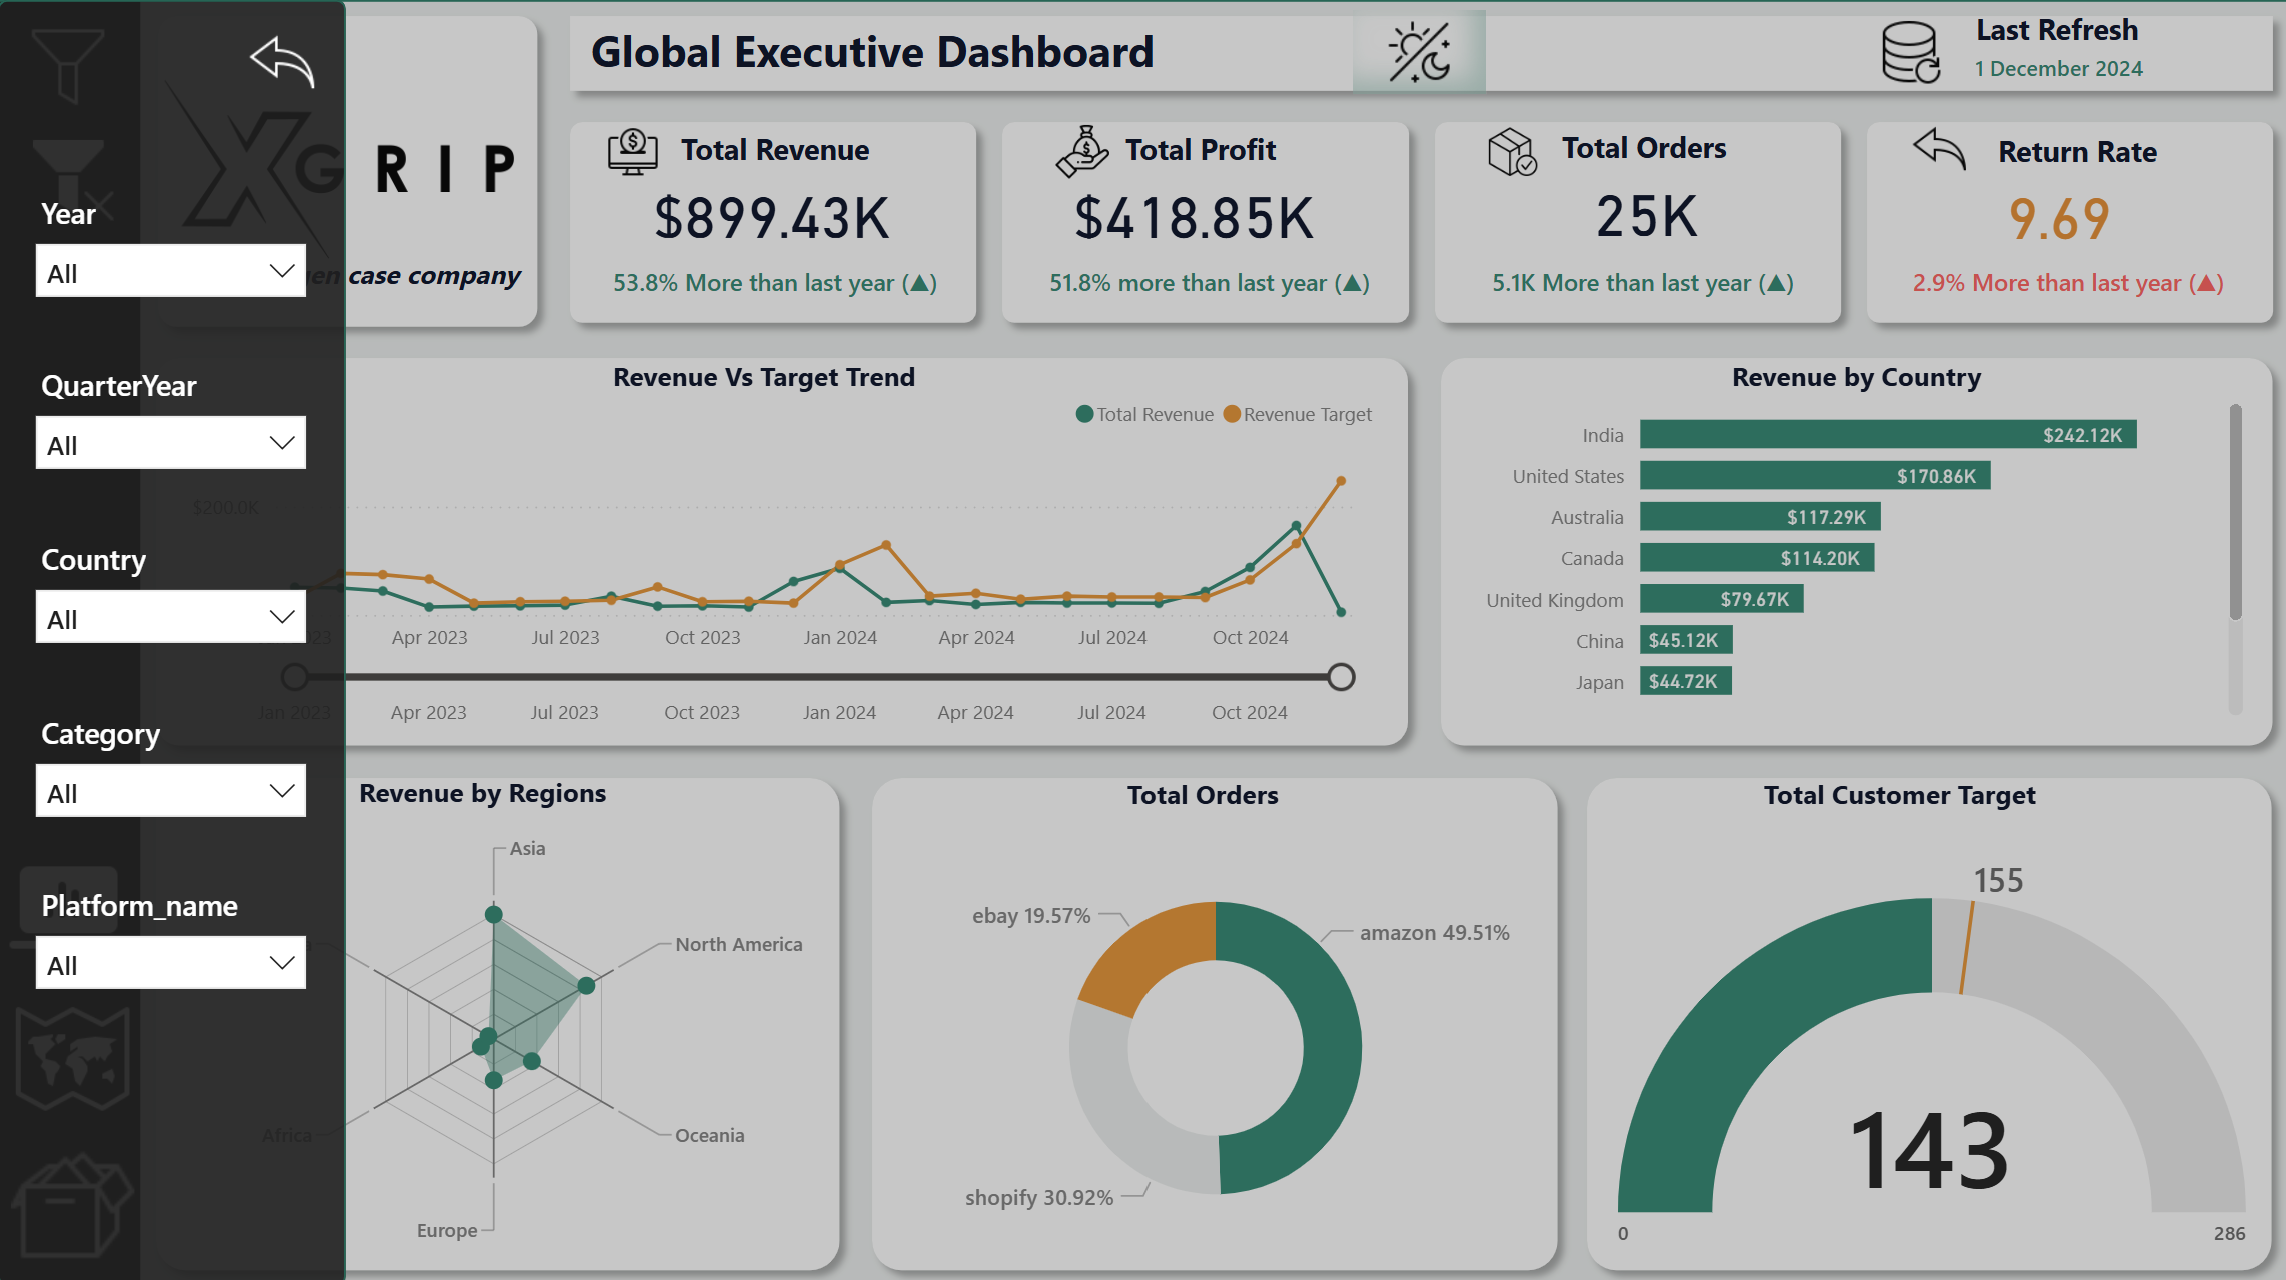 Global Executive Dashboard
Last Refresh
1 December 2024
XGRIP
gen case company
Total Revenue
$899.43K
53.8% More than last year (▲)
Total Profit
$418.85K
51.8% more than last year (▲)
Total Orders
25K
5.1K More than last year (▲)
Return Rate
9.69
2.9% More than last year (▲)
Year
All
QuarterYear
All
Country
All
Category
All
Platform_name
All
Revenue Vs Target Trend
Total Revenue
Revenue Target
$200.0K
Apr 2023 Jul 2023 Oct 2023 Jan 2024 Apr 2024 Jul 2024 Oct 2024
Jan 2023 Apr 2023 Jul 2023 Oct 2023 Jan 2024 Apr 2024 Jul 2024 Oct 2024
Revenue by Country
India $242.12K
United States $170.86K
Australia $117.29K
Canada $114.20K
United Kingdom $79.67K
China $45.12K
Japan $44.72K
Revenue by Regions
Asia
North America
Oceania
Europe
Africa
Total Orders
ebay 19.57%
amazon 49.51%
shopify 30.92%
Total Customer Target
155
143
0
286